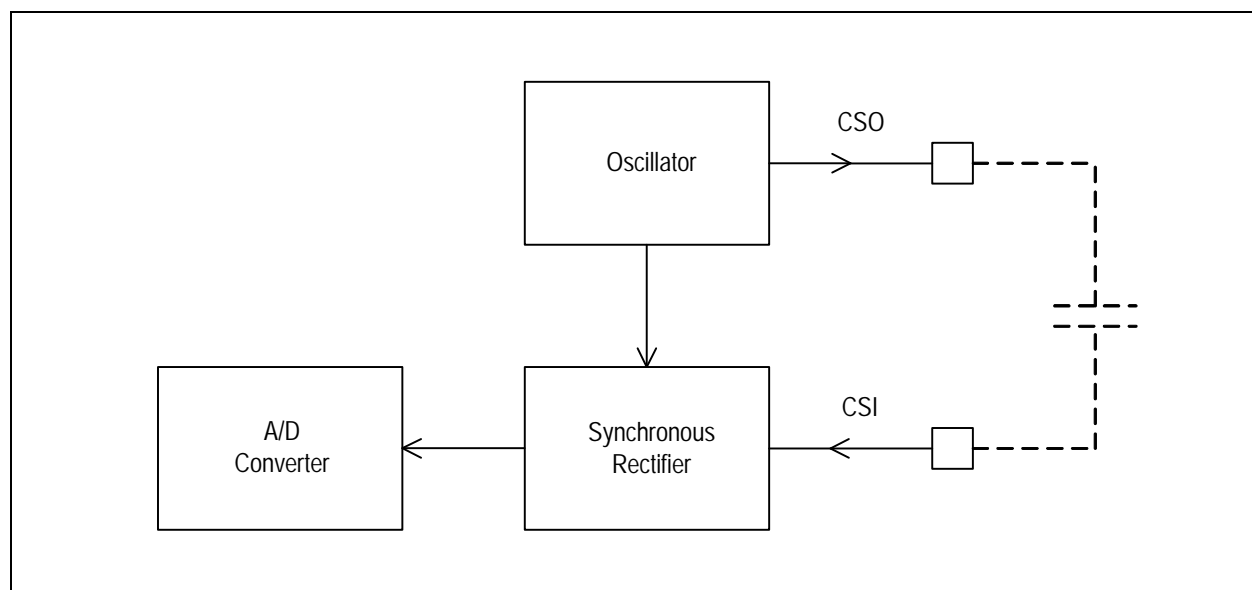 CSO
Oscillator
CSI
A/D
Converter
Synchronous
Rectifier